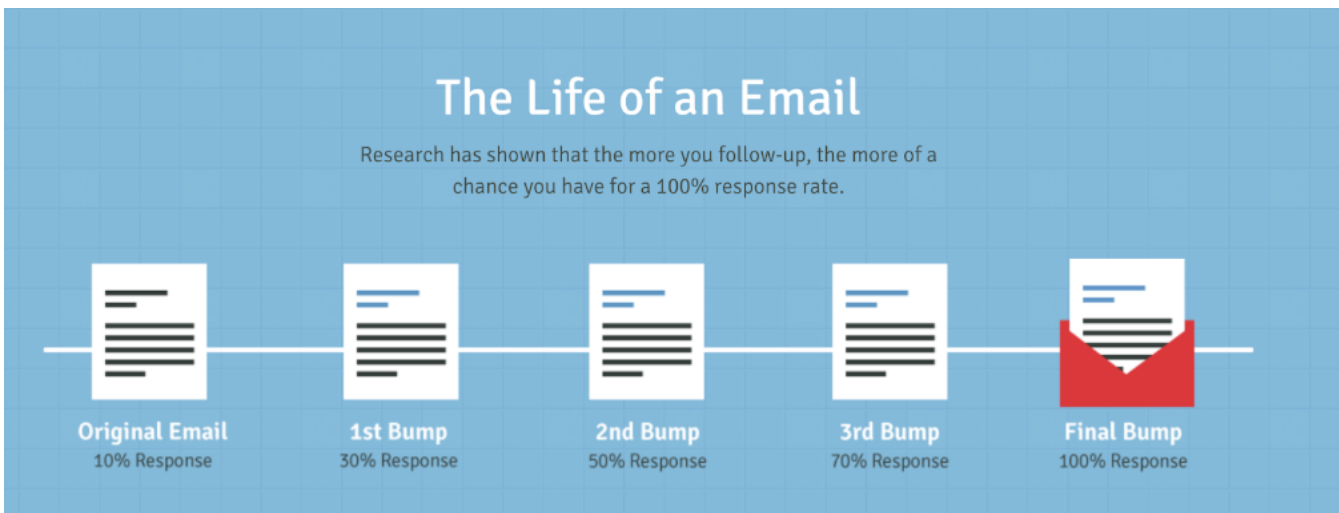 The Life of an Email
Research has shown that the more you follow-up, the more of a
chance you have for a 100% response rate.
Original Email
10% Response
1st Bump
30% Response
2nd Bump
50% Response
3rd Bump
70% Response
Final Bump
100% Response